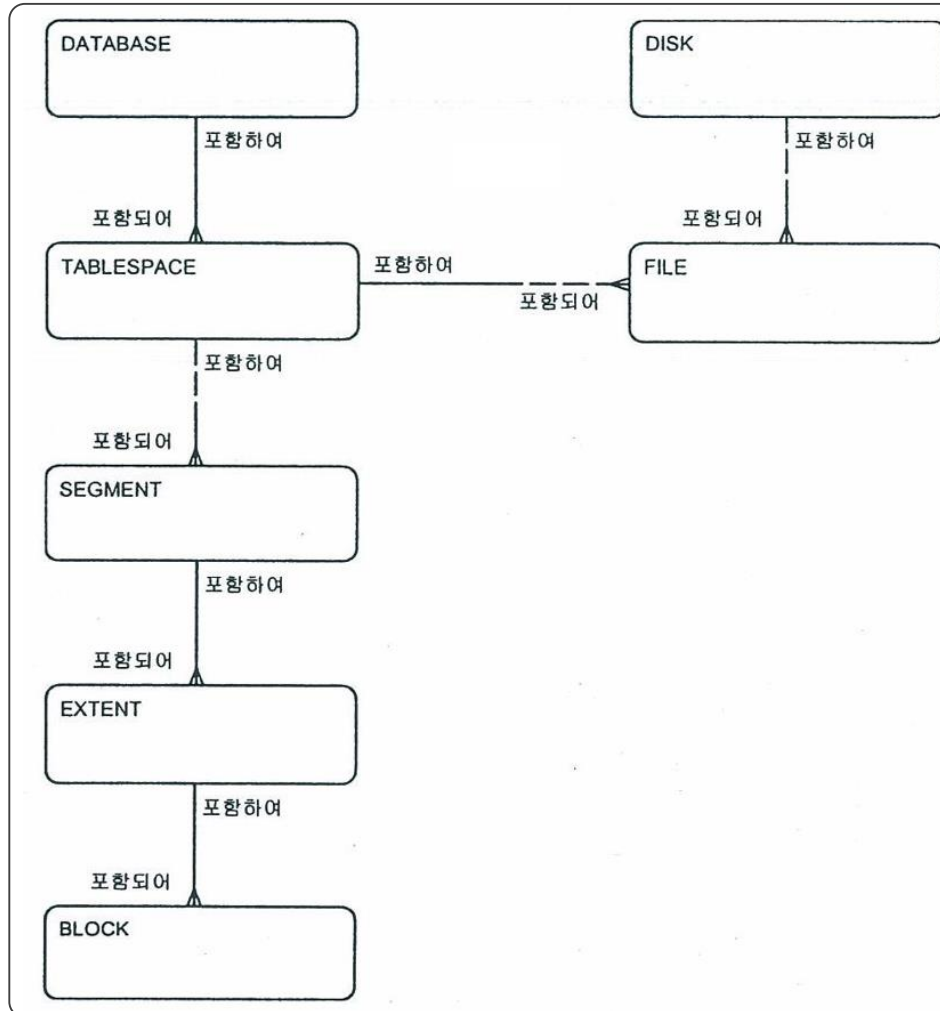 DATABASE
DISK
포함하여
포함하여
포함되어
포함되어
TABLESPACE
포함하여
포함되어
FILE
포함하여
포함되어
SEGMENT
포함하여
포함되어
EXTENT
포함하여
포함되어
BLOCK